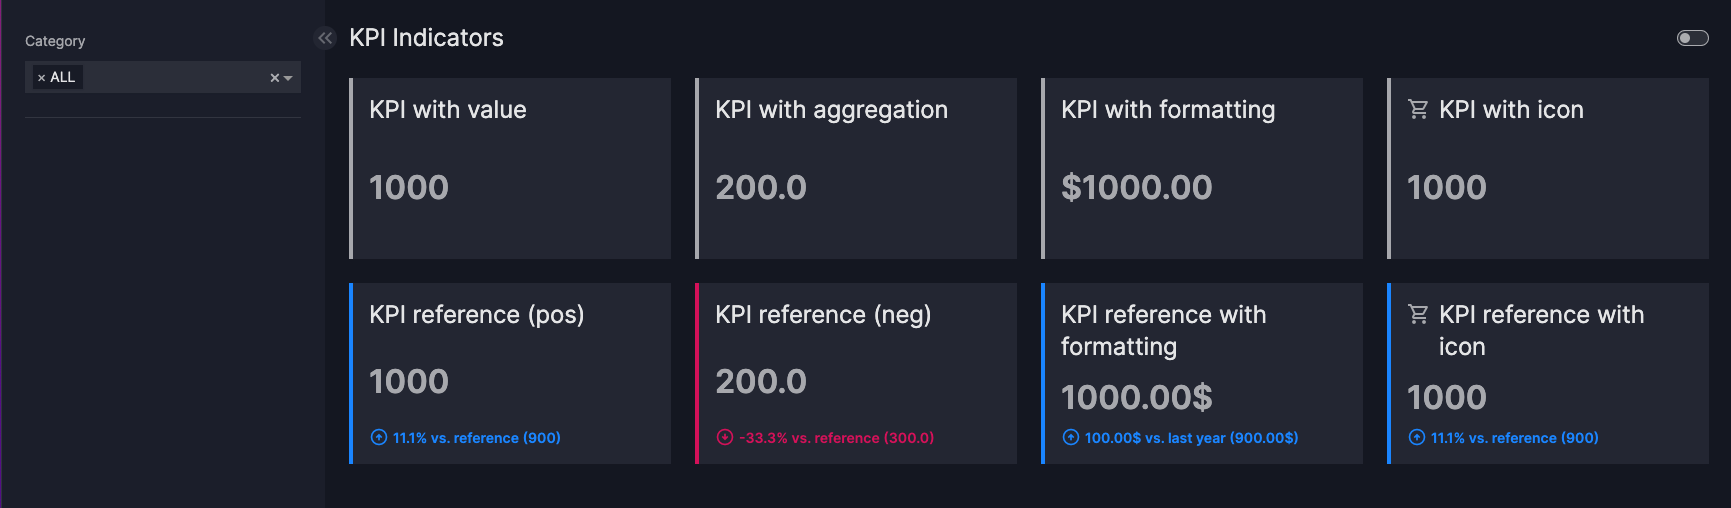 Category
× ALL
KPI Indicators
KPI with value
1000
KPI with aggregation
200.0
KPI with formatting
$1000.00
KPI with icon
1000
KPI reference (pos)
1000
11.1% vs. reference (900)
KPI reference (neg)
200.0
-33.3% vs. reference (300.0)
KPI reference with
formatting
1000.00$
100.00$ vs. last year (900.00$)
KPI reference with
icon
1000
11.1% vs. reference (900)